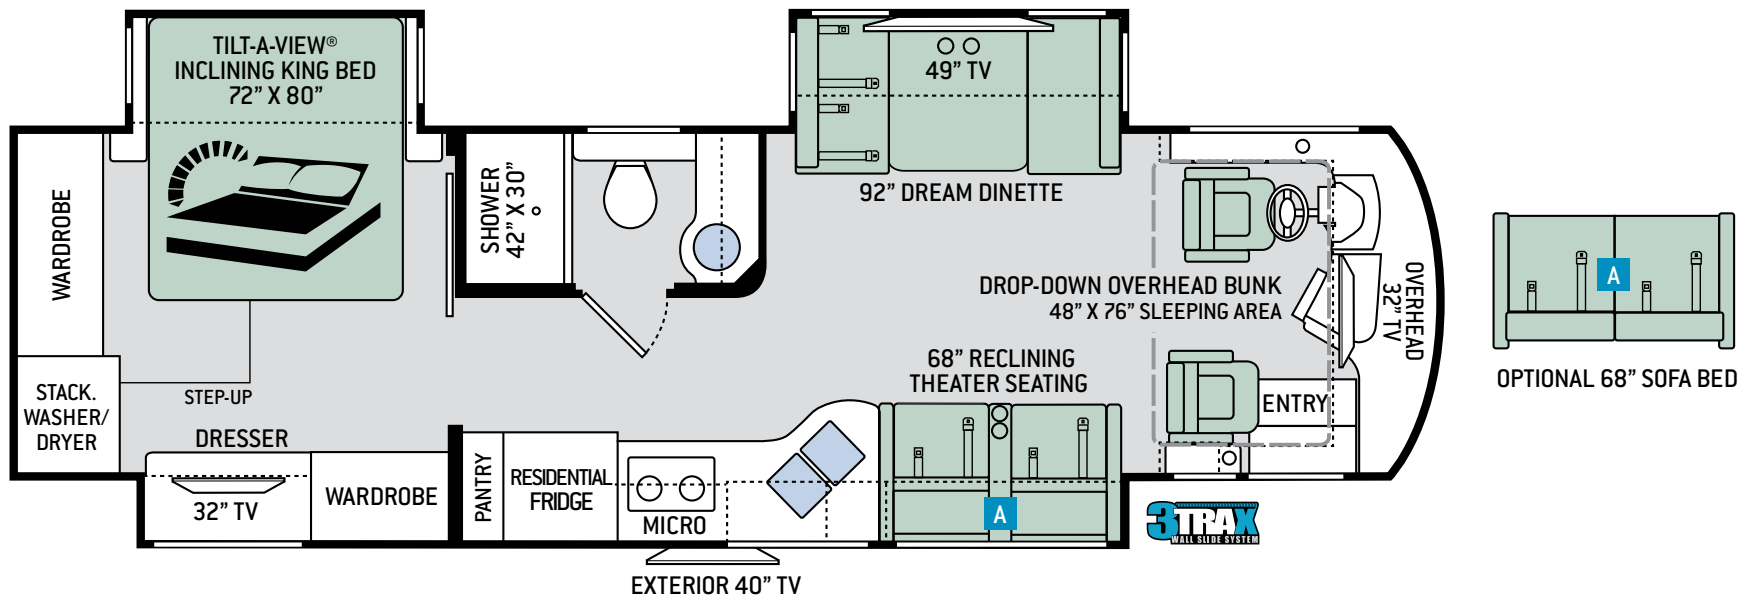 TILT-A-VIEW®
INCLINING KING BED
72” X 80”
WARDROBE
STACK.
WASHER/
DRYER
STEP-UP
DRESSER
32” TV
WARDROBE
SHOWER
42” X 30”
PANTRY
RESIDENTIAL
FRIDGE
MICRO
EXTERIOR 40” TV
49” TV
92” DREAM DINETTE
DROP-DOWN OVERHEAD BUNK
48” X 76” SLEEPING AREA
68” RECLINING
THEATER SEATING
A
ENTRY
OVERHEAD
32” TV
3TRAX
WALL SLIDE SYSTEM
A
OPTIONAL 68” SOFA BED